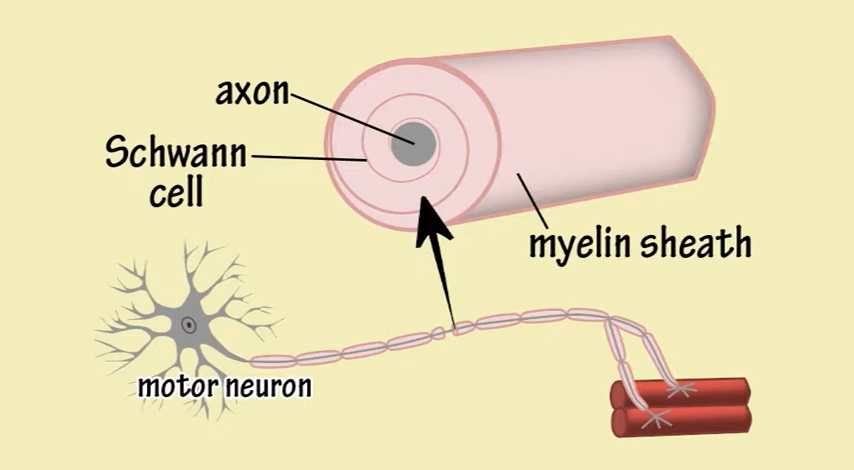 axon
Schwann
cell
myelin sheath
motor neuron